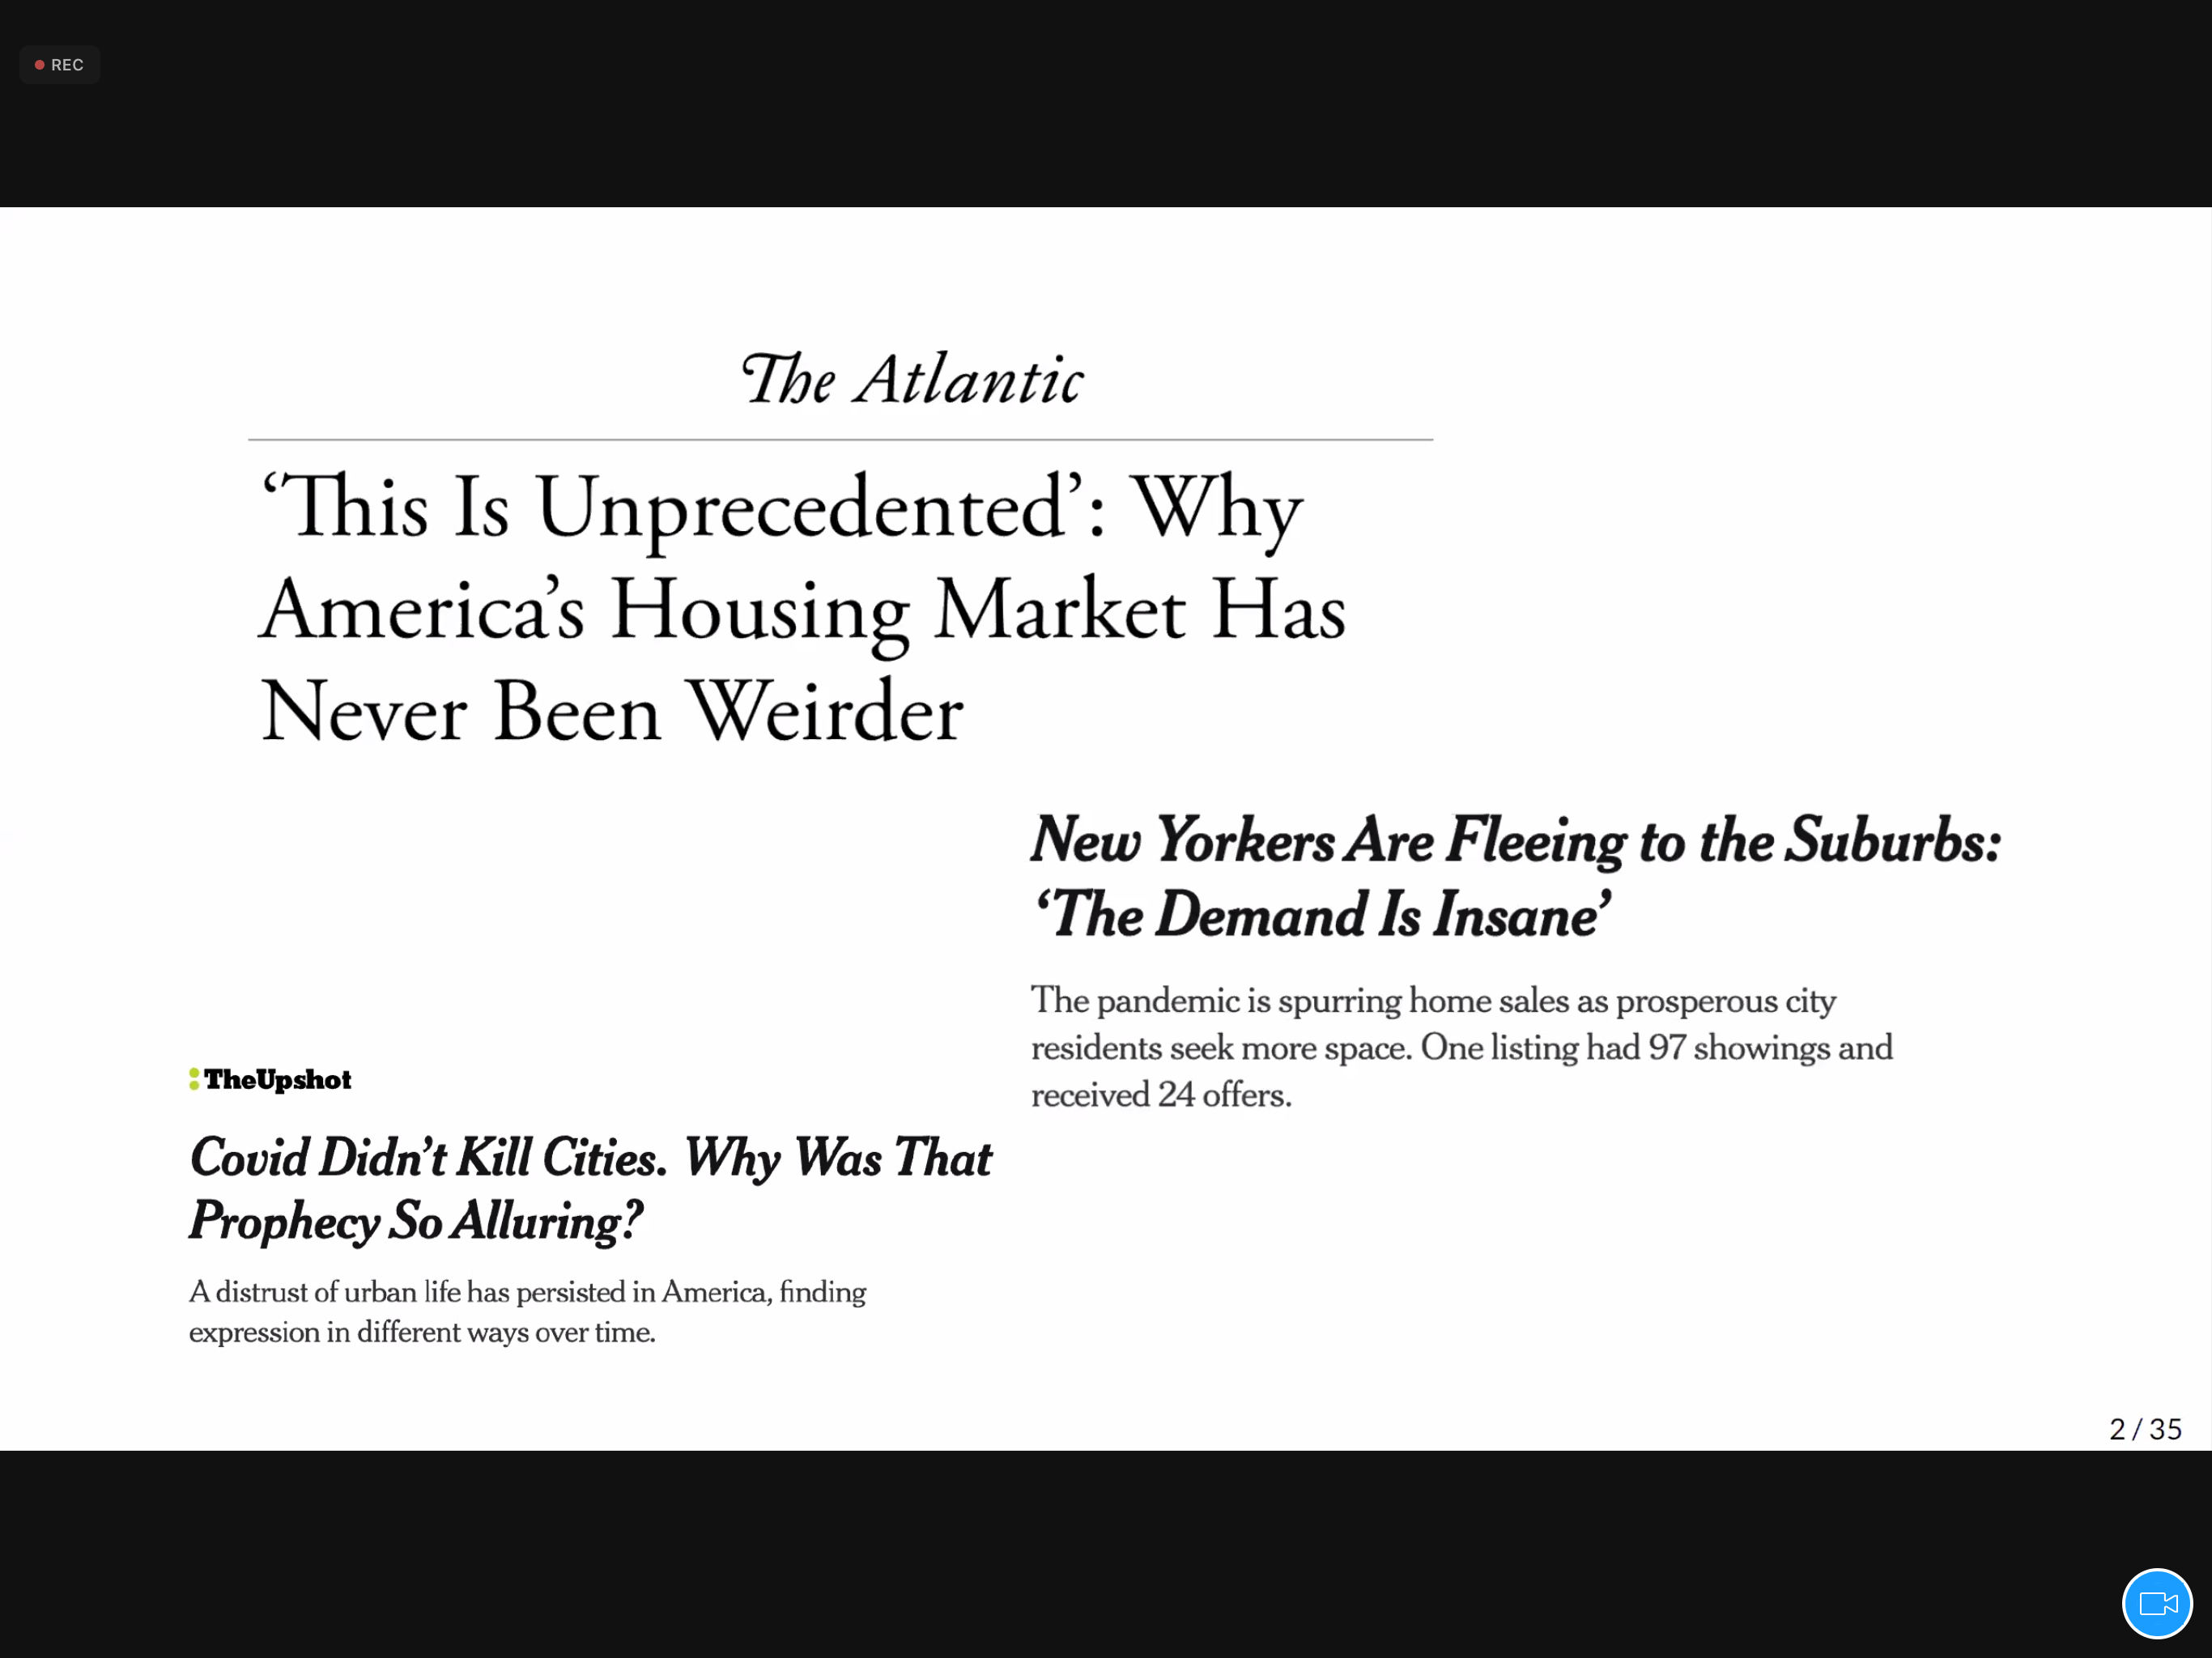 REC
The Atlantic
‘This Is Unprecedented’: Why
America’s Housing Market Has
Never Been Weirder
New Yorkers Are Fleeing to the Suburbs:
‘The Demand Is Insane’
The pandemic is spurring home sales as prosperous city
residents seek more space. One listing had 97 showings and
received 24 offers.
TheUpshot
Covid Didn’t Kill Cities. Why Was That
Prophecy So Alluring?
A distrust of urban life has persisted in America, finding
expression in different ways over time.
2 / 35